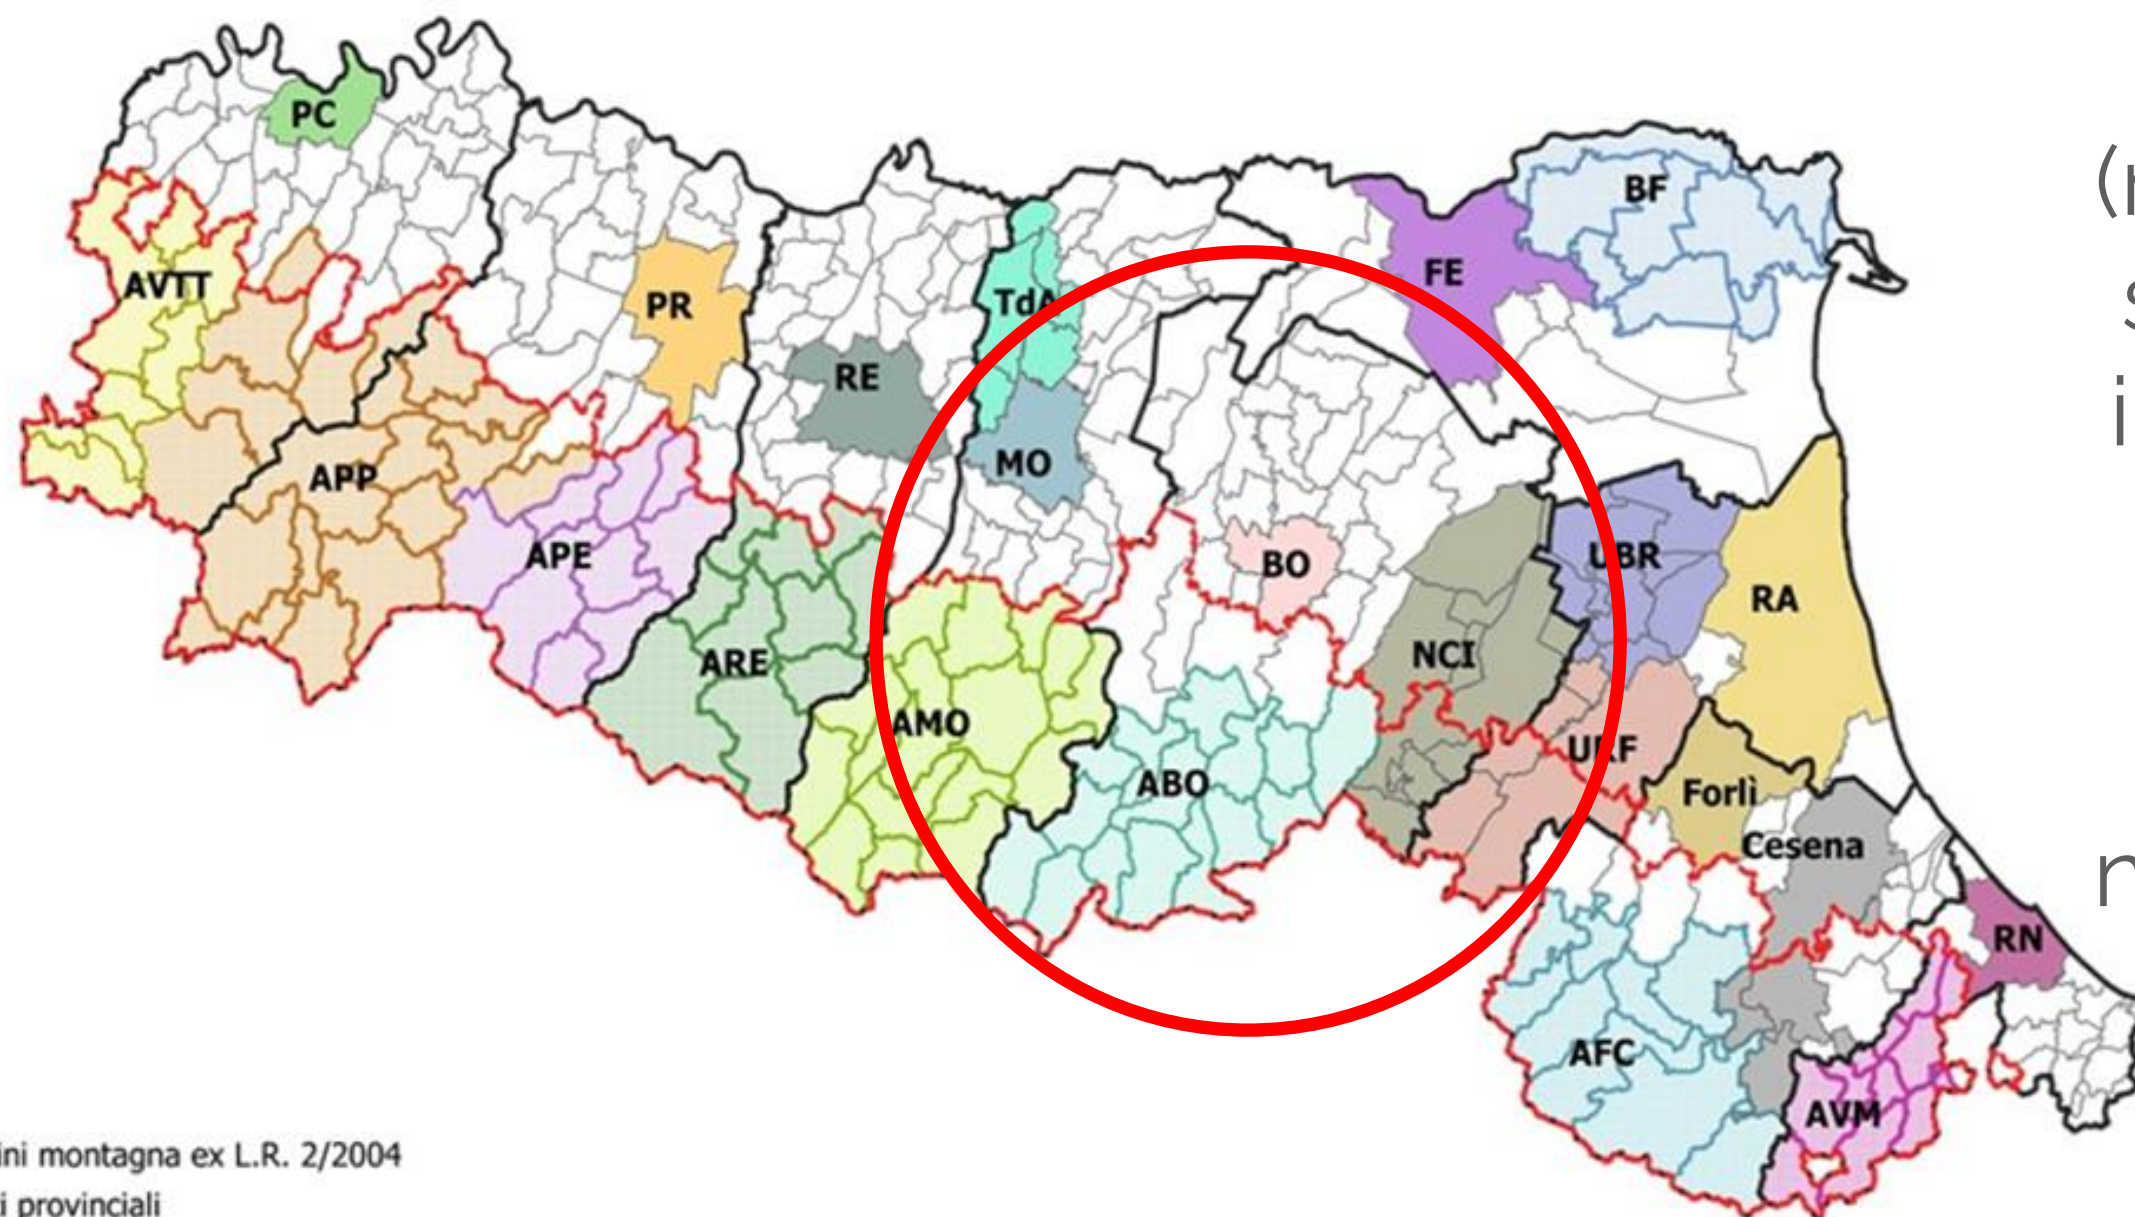 PC
BF
AVTT
FE
PR
TdA
RE
MO
APP
APE
BO
UBR
RA
ARE
NCI
AMO
URF
ABO
Forlì
Cesena
RN
AFC
AVM
ini montagna ex L.R. 2/2004
i provinciali